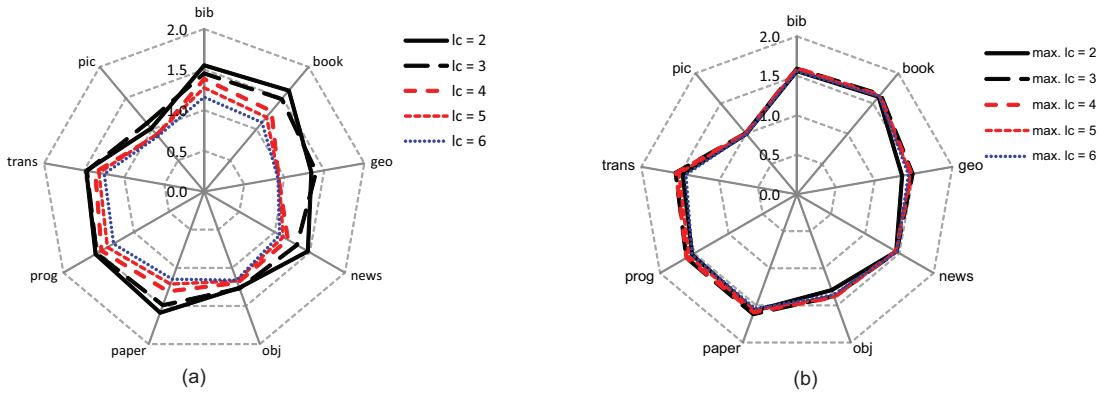 bib
2.0
book
pic
1.5
1.0
trans
0.5
geo
0.0
prog
news
paper
obj
lc = 2
lc = 3
lc = 4
lc = 5
lc = 6
(a)
bib
2.0
book
pic
1.5
1.0
trans
0.5
geo
0.0
prog
news
paper
obj
max. lc = 2
max. lc = 3
max. lc = 4
max. lc = 5
max. lc = 6
(b)